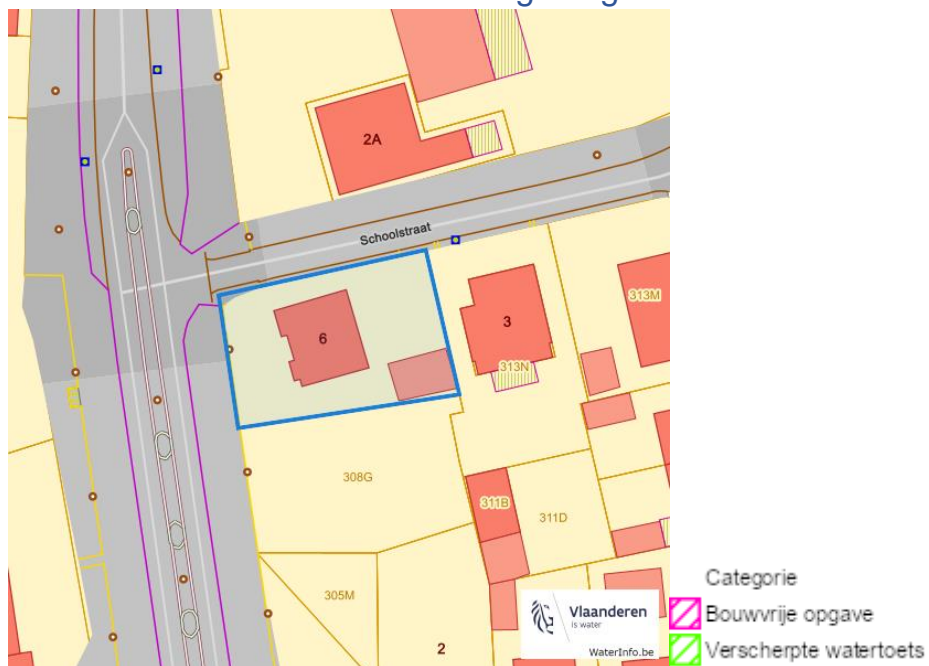 2A
Schoolstraat
6
3
313M
313N
308G
311B
311D
305M
2
Vlaanderen
is water
WaterInfo.be
Categorie
Bouwvrije opgave
Verscherpte watertoets